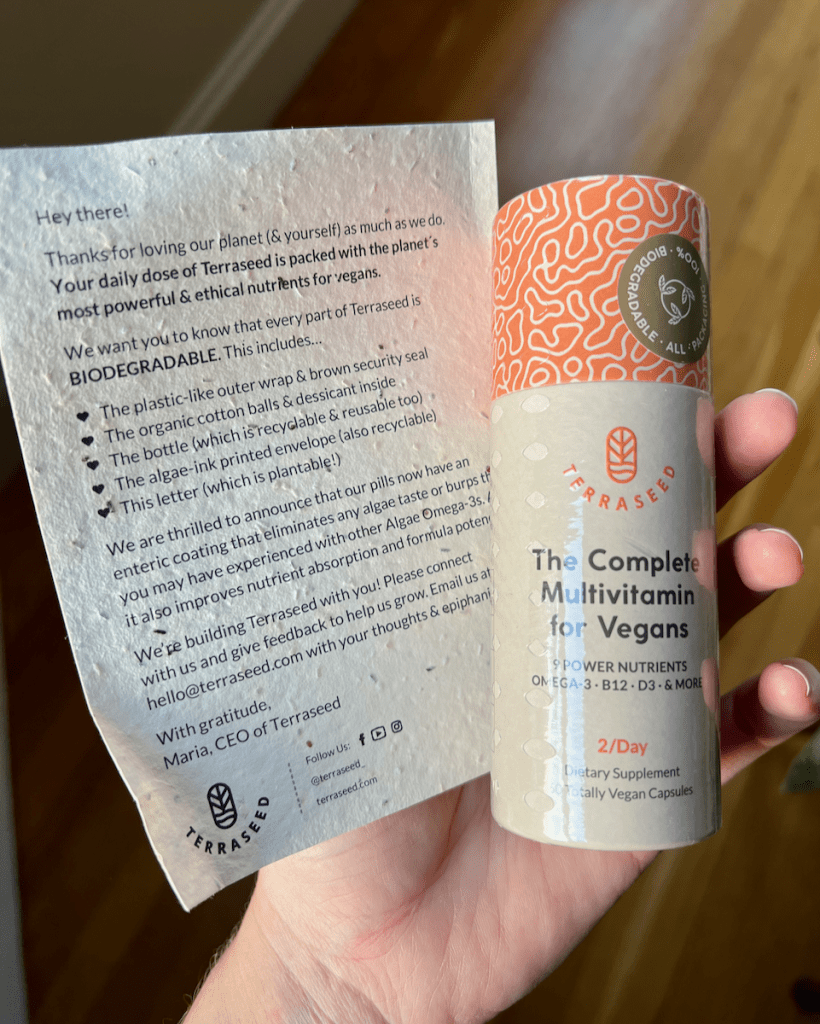 Hey there!
Thanks for loving our planet (& yourself) as much as we do.
Your daily dose of Terraseed is packed with the planet´s
most powerful & ethical nutrients for vegans.
We want you to know that every part of Terraseed is
BIODEGRADABLE. This includes...
The plastic-like outer wrap & brown security seal
The organic cotton balls & dessicant inside
The bottle (which is recyclable & reusable too)
The algae-ink printed envelope (also recyclable)
This letter (which is plantable!)
We are thrilled to announce that our pills now have an
enteric coating that eliminates any algae taste or burps
you may have experienced with other Algae Omega-3s.
it also improves nutrient absorption and formula
We're building Terraseed with you! Please connect
with us and give feedback to help us grow. Email us at
hello@terraseed.com with your thoughts &
With gratitude,
Maria, CEO of Terraseed
Follow Us:
@terraseed_
terraseed.com
TERRASEED
100% · BIODEGRADABLE · ALL · PACKAGING
TERRASEED
The Complete
Multivitamin
for Vegans
9 POWER NUTRIENTS
OMEGA-3 · B12 · D3 · & MORE
2/Day
Dietary Supplement
Totally Vegan Capsules